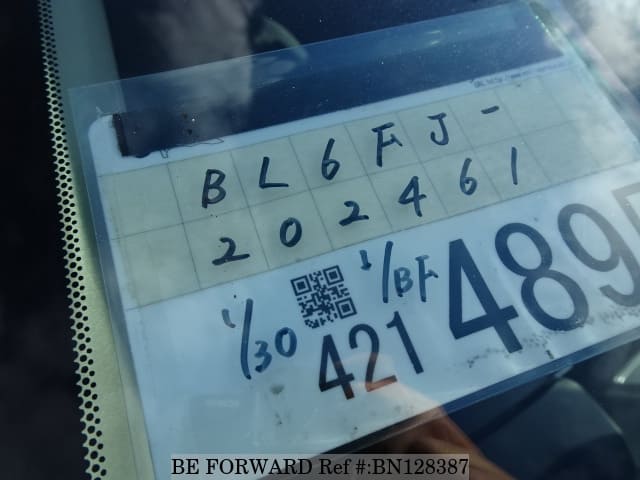 BL6FJ-
202461
1/BF
1/30
421 489
BE FORWARD Ref #:BN128387